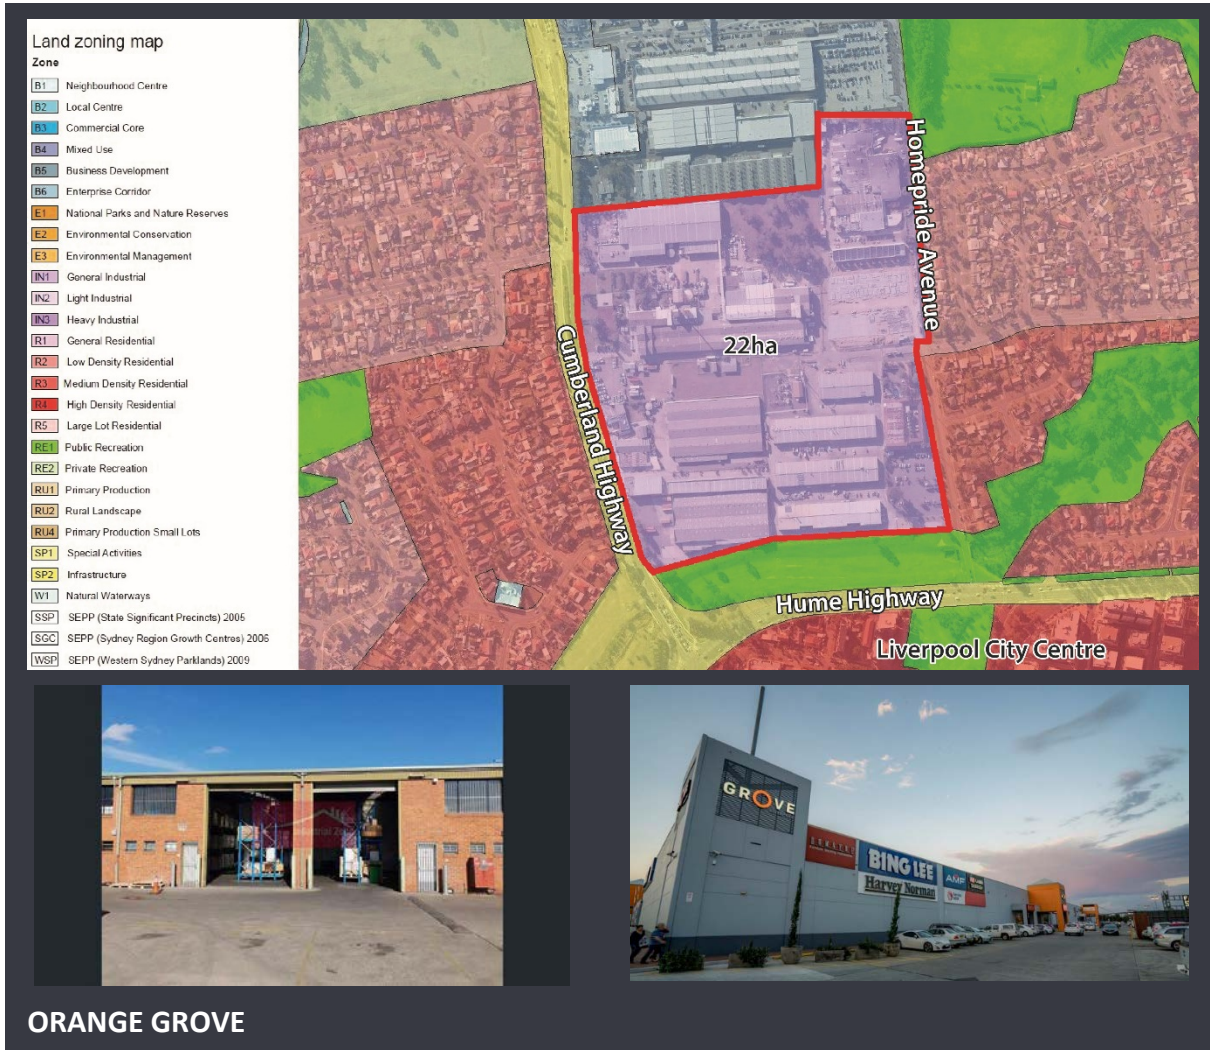 Land zoning map
Zone
B1 Neighbourhood Centre
B2 Local Centre
B3 Commercial Core
B4 Mixed Use
B5 Business Development
B6 Enterprise Corridor
E1 National Parks and Nature Reserves
E2 Environmental Conservation
E3 Environmental Management
IN1 General Industrial
IN2 Light Industrial
IN3 Heavy Industrial
R1 General Residential
R2 Low Density Residential
R3 Medium Density Residential
R4 High Density Residential
R5 Large Lot Residential
RE1 Public Recreation
RE2 Private Recreation
RU1 Primary Production
RU2 Rural Landscape
RU4 Primary Production Small Lots
SP1 Special Activities
SP2 Infrastructure
W1 Natural Waterways
SSP SEPP (State Significant Precincts) 2005
SGC SEPP (Sydney Region Growth Centres) 2006
WSP SEPP (Western Sydney Parklands) 2009
Homepride Avenue
22ha
Cumberland Highway
Hume Highway
Liverpool City Centre
GROVE
BING LEE
Harvey Norman
AMF
ORANGE GROVE